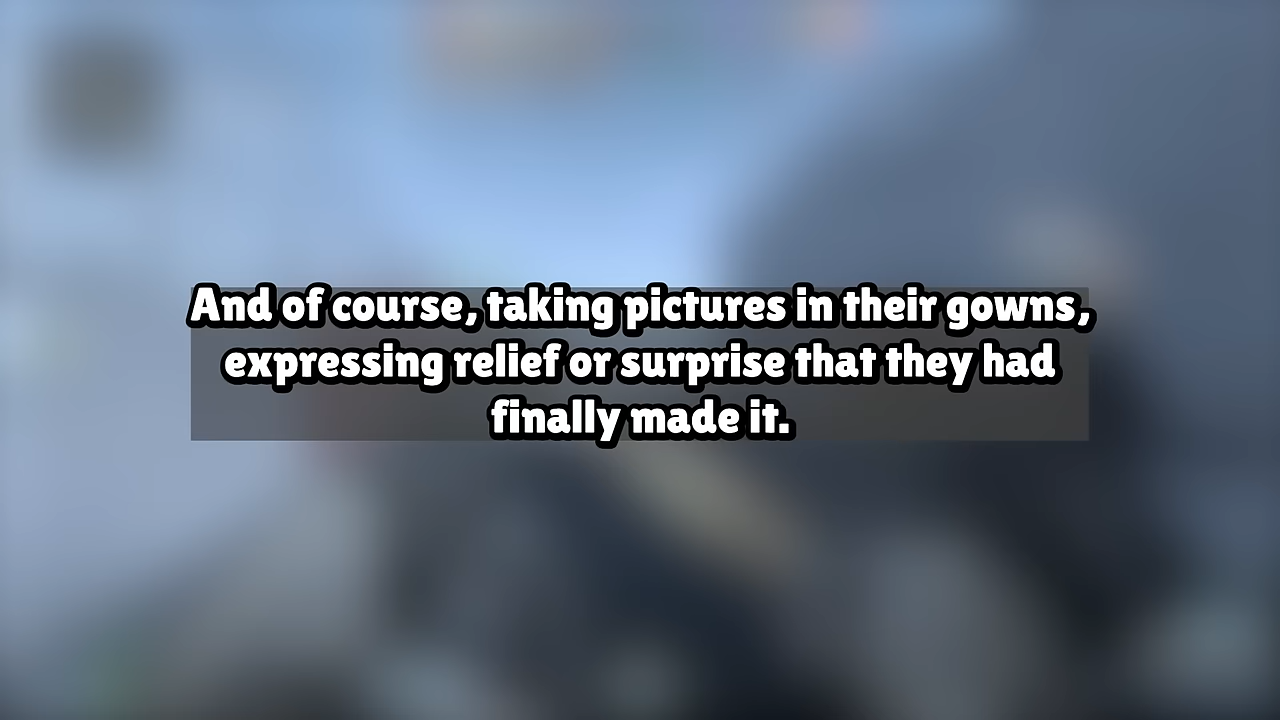 And of course, taking pictures in their gowns,
expressing relief or surprise that they had
finally made it.